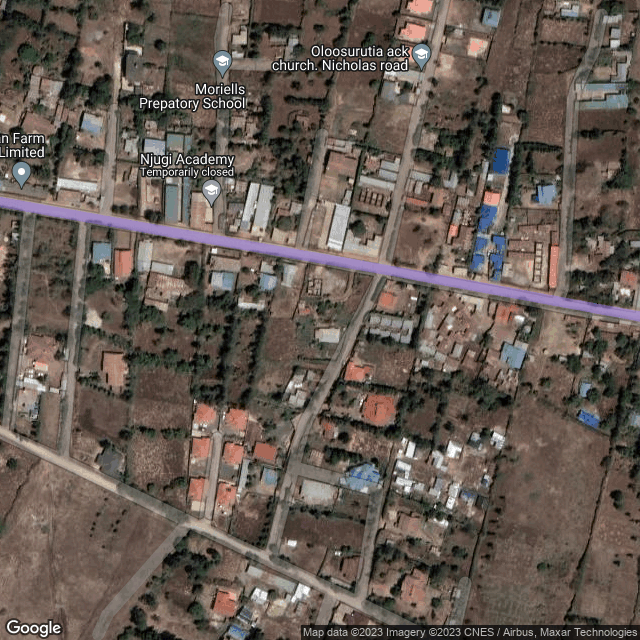 Oloosurutia ack
church. Nicholas road
Moriells
Prepatory School
an Farm
Limited
Njugi Academy
Temporarily closed
Google
Map data ©2023 Imagery ©2023 CNES / Airbus, Maxar Technologies